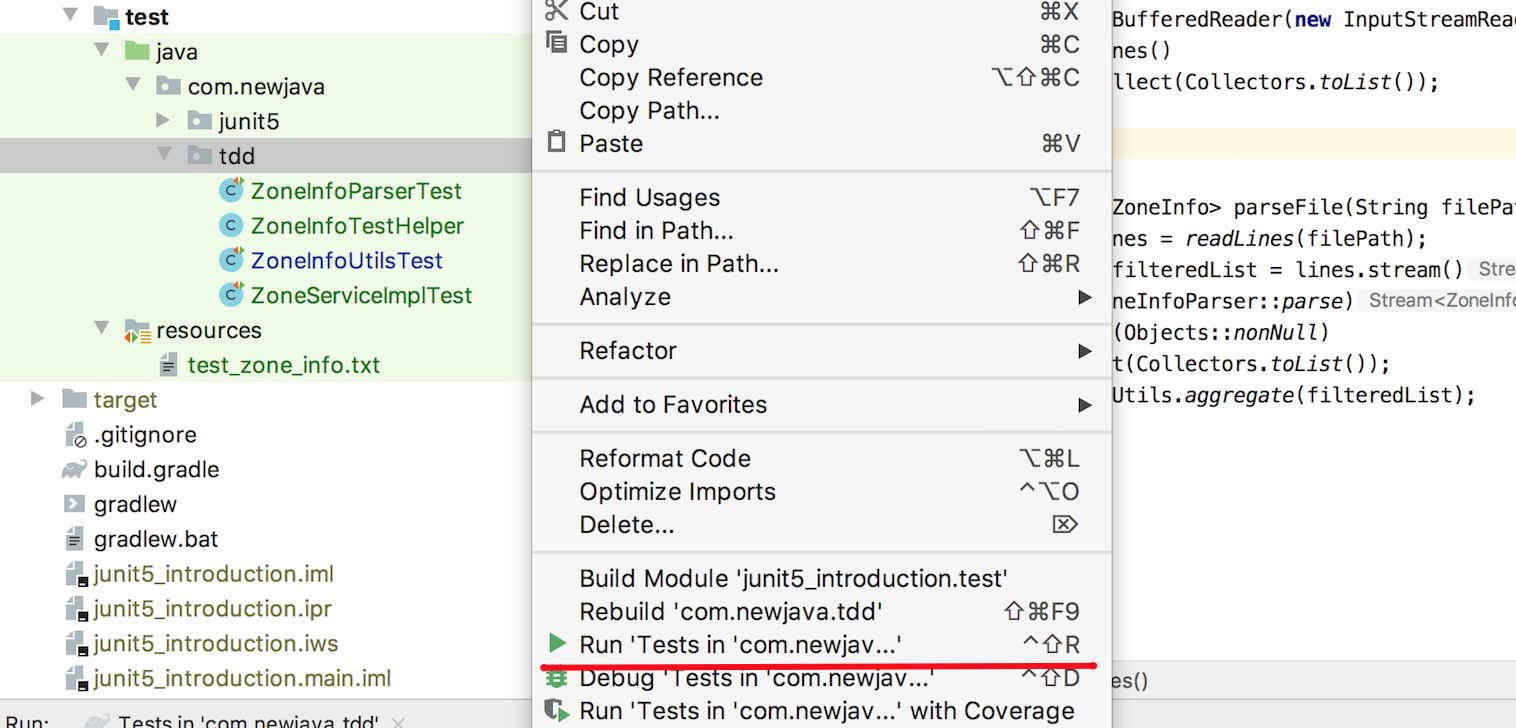 test
java
com.newjava
junit5
tdd
ZoneInfoParserTest
ZoneInfoTestHelper
ZoneInfoUtilsTest
ZoneServiceImplTest
resources
test_zone_info.txt
target
.gitignore
build.gradle
gradlew
gradlew.bat
junit5_introduction.iml
junit5_introduction.ipr
junit5_introduction.iws
junit5_introduction.main.iml
Run: Tests in 'com.newjava.tdd' ×
Cut ⌘X
Copy ⌘C
Copy Reference ⌥⇧⌘C
Copy Path...
Paste ⌘V
Find Usages ⌥F7
Find in Path... ⇧⌘F
Replace in Path... ⇧⌘R
Analyze
Refactor
Add to Favorites
Reformat Code ⌥⌘L
Optimize Imports ^⌥O
Delete... ⌦
Build Module 'junit5_introduction.test'
Rebuild 'com.newjava.tdd' ⇧⌘F9
Run 'Tests in 'com.newjav...' ^⇧R
Debug 'Tests in 'com.newjav...' ^⇧D
Run 'Tests in 'com.newjav...' with Coverage
BufferedReader(new InputStreamRea
nes()
llect(Collectors.toList());
ZoneInfo> parseFile(String filePa
nes = readLines(filePath);
filteredList = lines.stream() Stre
neInfoParser::parse) Stream<ZoneInfo
(Objects::nonNull)
t(Collectors.toList());
Utils.aggregate(filteredList);
es()